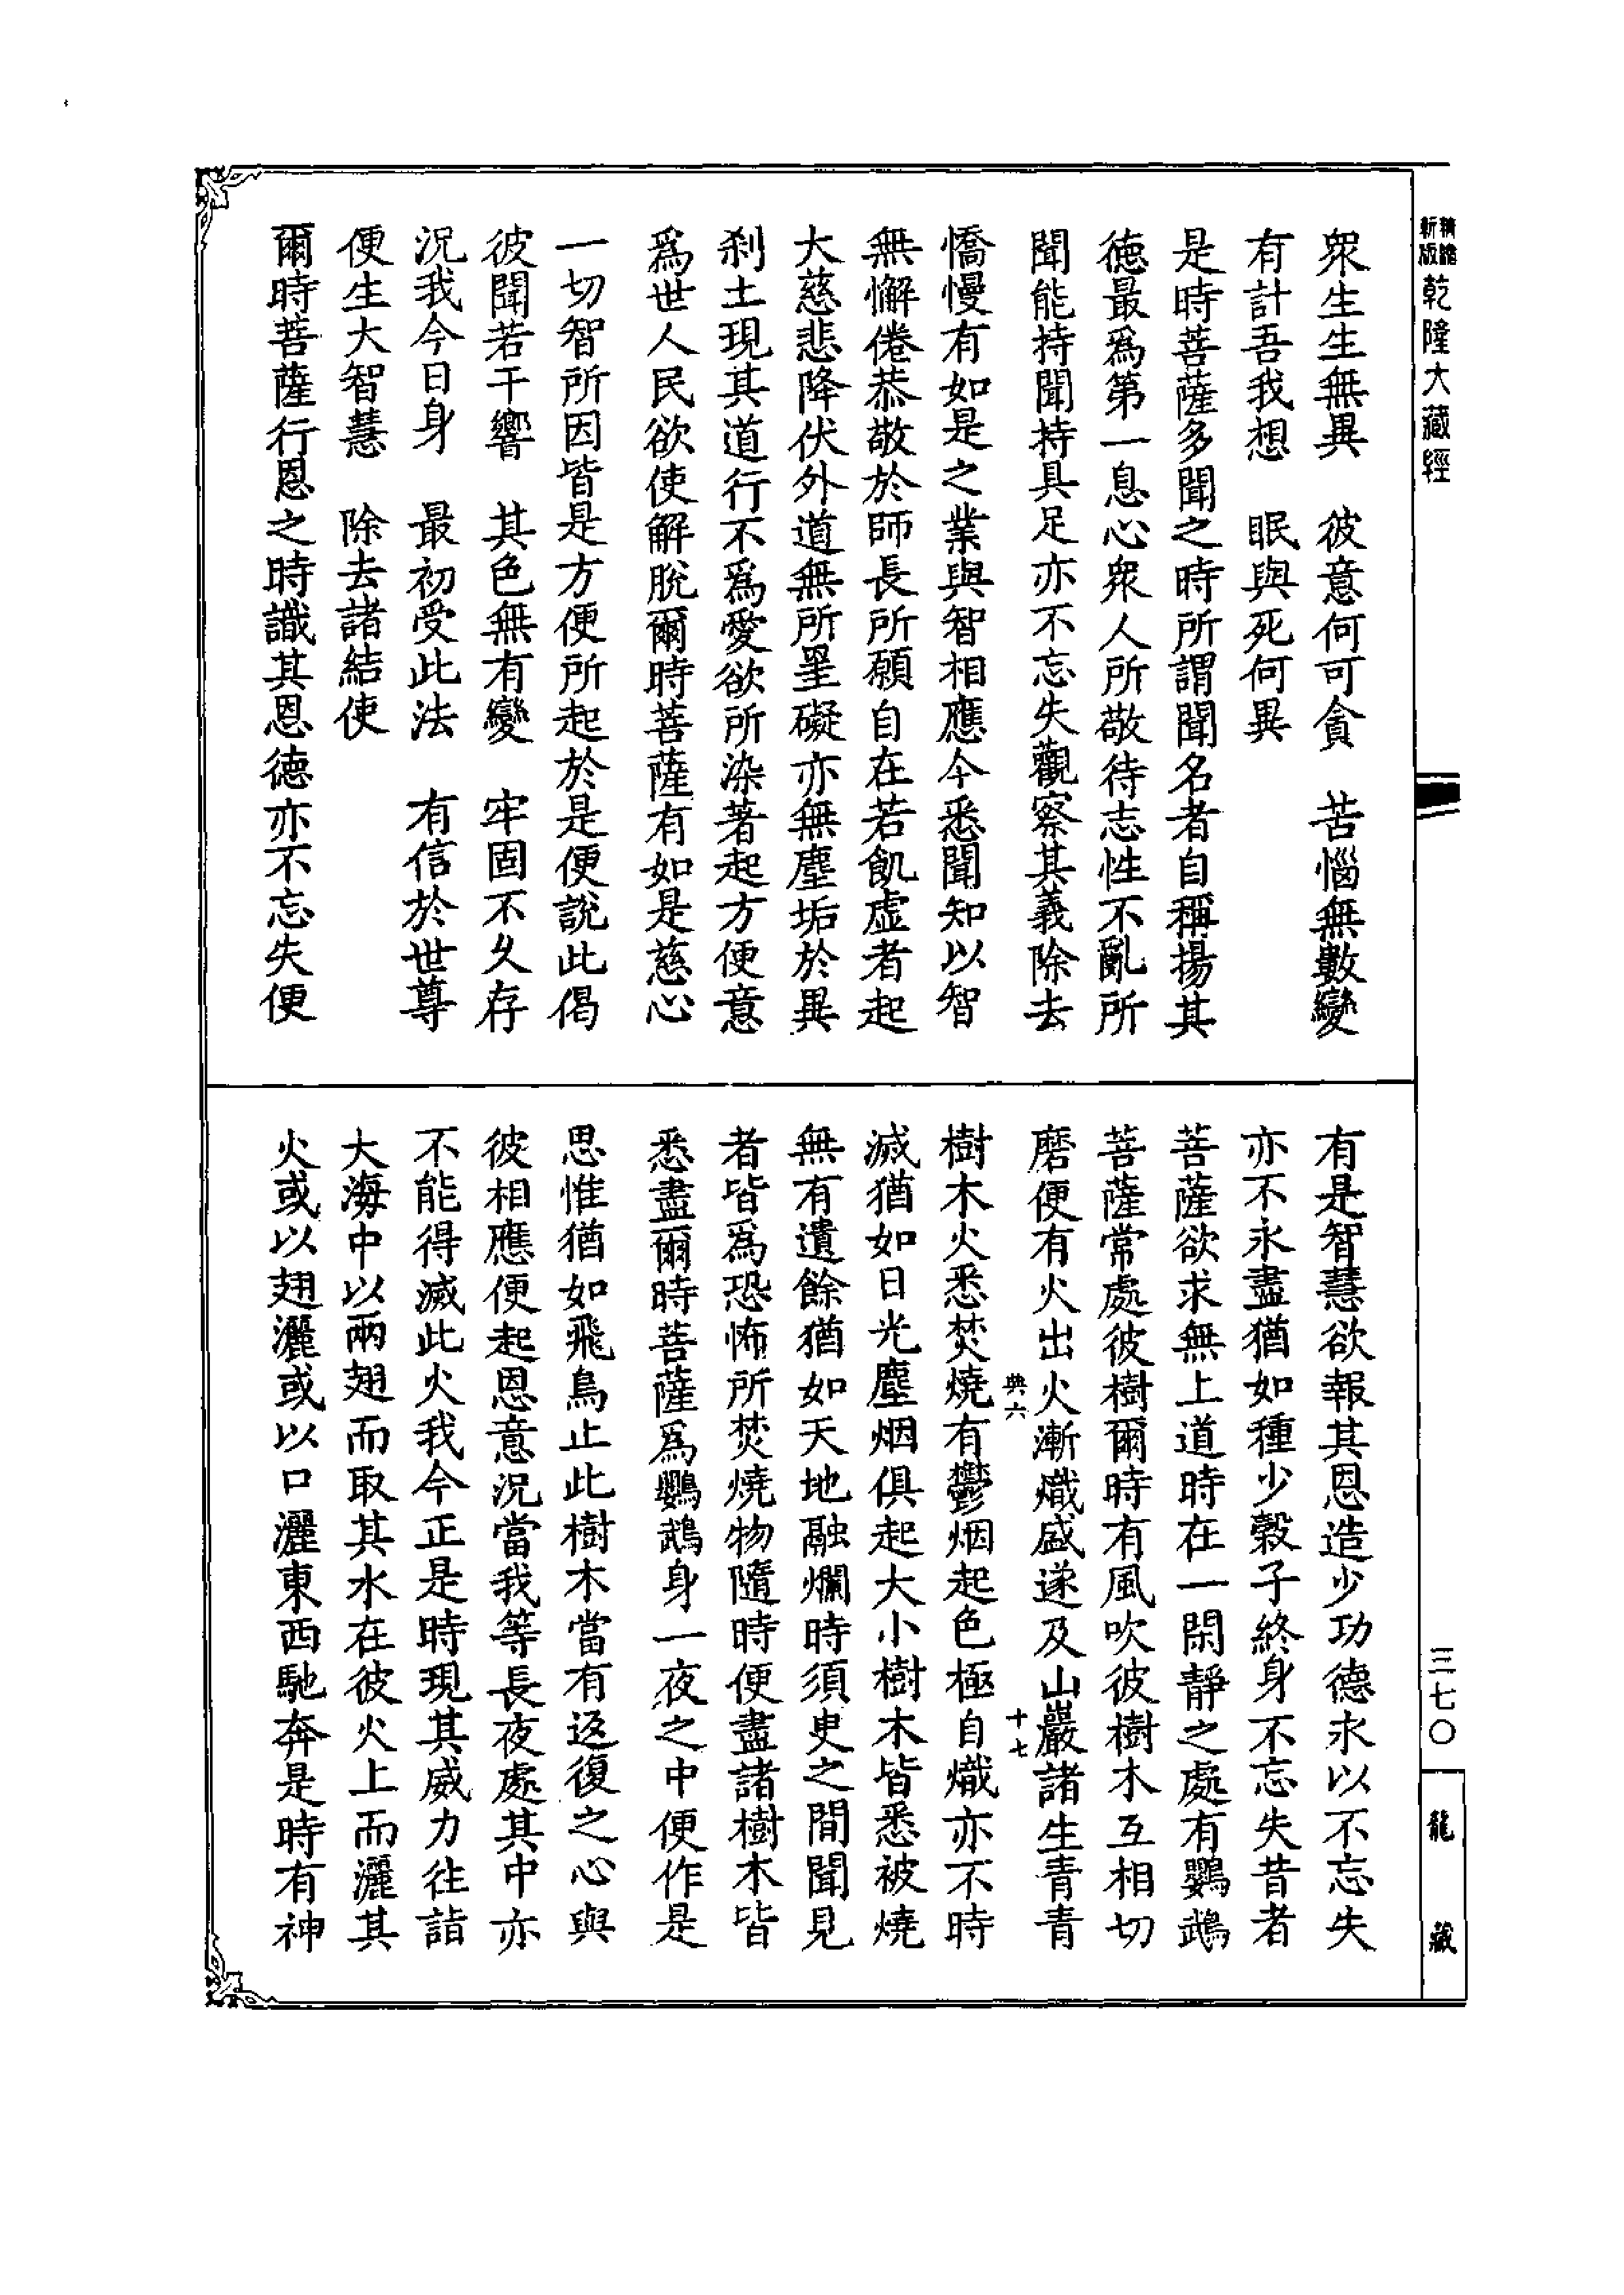 新版
乾隆大藏經
衆生生無異　彼意何可貪　苦惱無數變
有計吾我想　眠與死何異
是時菩薩多聞之時所謂聞名者自稱揚其
德最爲第一息心衆人所敬待志性不亂所
聞能持聞持具足亦不忘失觀察其義除去
憍慢有如是之業與智相應今悉聞知以智
無懈倦恭敬於師長所願自在若飢虛者起
大慈悲降伏外道無所罣礙亦無塵垢於異
刹土現其道行不爲愛欲所染著起方便意
爲世人民欲使解脫爾時菩薩有如是慈心
一切智所因皆是方便所起於是便說此偈
彼聞若干響　其色無有變　牢固不久存
況我今日身　最初受此法　有信於世尊
便生大智慧　除去諸結使
爾時菩薩行恩之時識其恩德亦不忘失便
有是智慧欲報其恩造少功德永以不忘失
亦不永盡猶如種少穀子終身不忘失昔者
菩薩欲求無上道時在一閑靜之處有鸚鵡
菩薩常處彼樹爾時有風吹彼樹木互相切
磨便有火出火漸熾盛遂及山巖諸生青青
典六　十七
樹木火悉焚燒有鬱烟起色極自熾亦不時
滅猶如日光塵烟俱起大小樹木皆悉被燒
無有遺餘猶如天地融爛時須臾之間聞見
者皆爲恐怖所焚燒物隨時便盡諸樹木皆
悉盡爾時菩薩爲鸚鵡身一夜之中便作是
思惟猶如飛鳥止此樹木當有返復之心與
彼相應便起恩意況當我等長夜處其中亦
不能得滅此火我今正是時現其威力往詣
大海中以兩翅而取其水在彼火上而灑其
火或以翅灑或以口灑東西馳奔是時有神
三七〇
龍藏